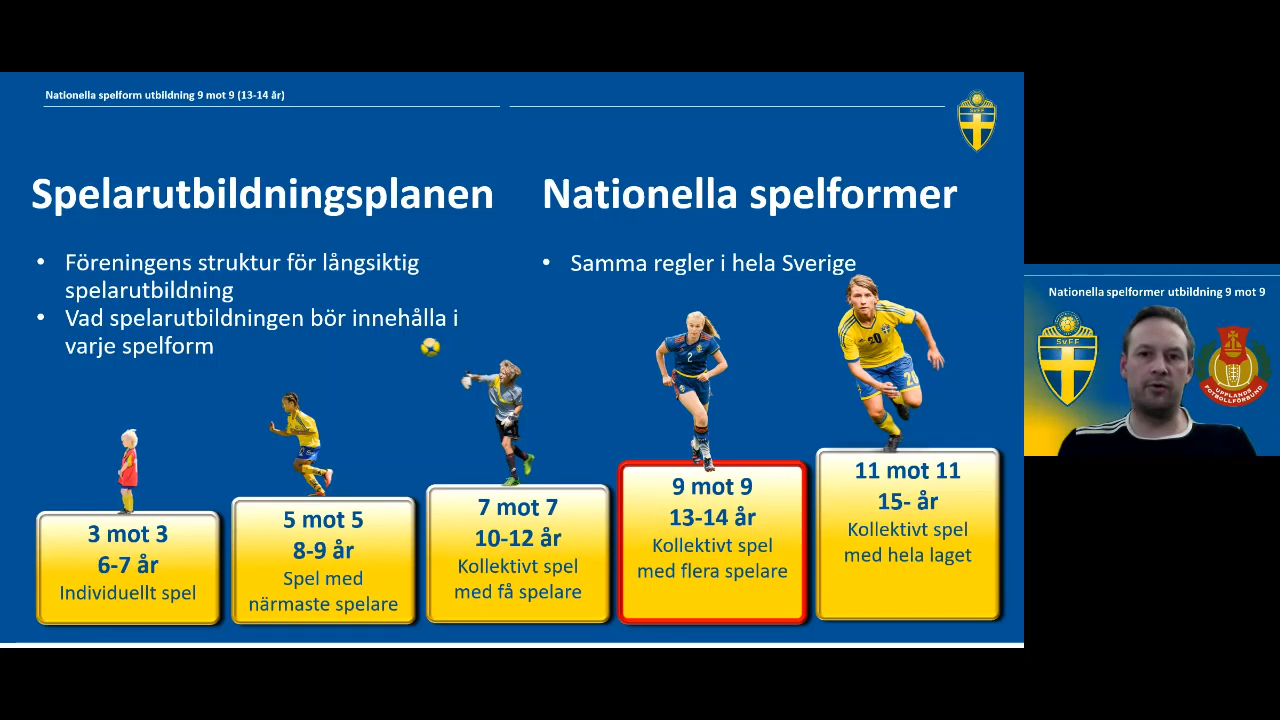 Nationella spelform utbildning 9 mot 9 (13-14 år)
SvFF
Spelarutbildningsplanen
• Föreningens struktur för långsiktig
spelarutbildning
• Vad spelarutbildningen bör innehålla i
varje spelform
Nationella spelformer
• Samma regler i hela Sverige
2
20
20
3 mot 3
6-7 år
Individuellt spel
5 mot 5
8-9 år
Spel med
närmaste spelare
7 mot 7
10-12 år
Kollektivt spel
med få spelare
9 mot 9
13-14 år
Kollektivt spel
med flera spelare
11 mot 11
15- år
Kollektivt spel
med hela laget
Nationella spelformer utbildning 9 mot 9
SvFF
UPPLANDS
FOTBOLLFÖRBUND